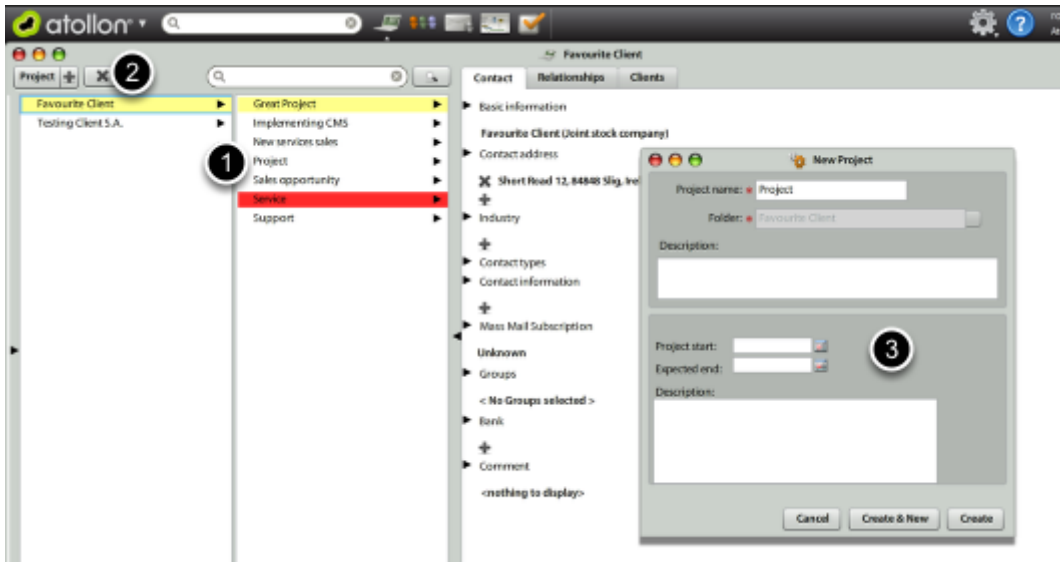 atollon
?
Favourite Client
Project
2
Contact
Relationships
Clients
Favourite Client
Testing Client S.A.
Great Project
Implementing CMS
New services sales
Project
Sales opportunity
Service
Support
1
Basic information
Favourite Client (Joint stock company)
Contact address
Short Road 12, 84848 Slig, Ire
Industry
Contact types
Contact information
Mass Mail Subscription
Unknown
Groups
< No Groups selected >
Bank
Comment
<nothing to display>
New Project
Project name: * Project
Folder: * Favourite Client
Description:
Project start:
Expected end:
3
Description:
Cancel
Create & New
Create